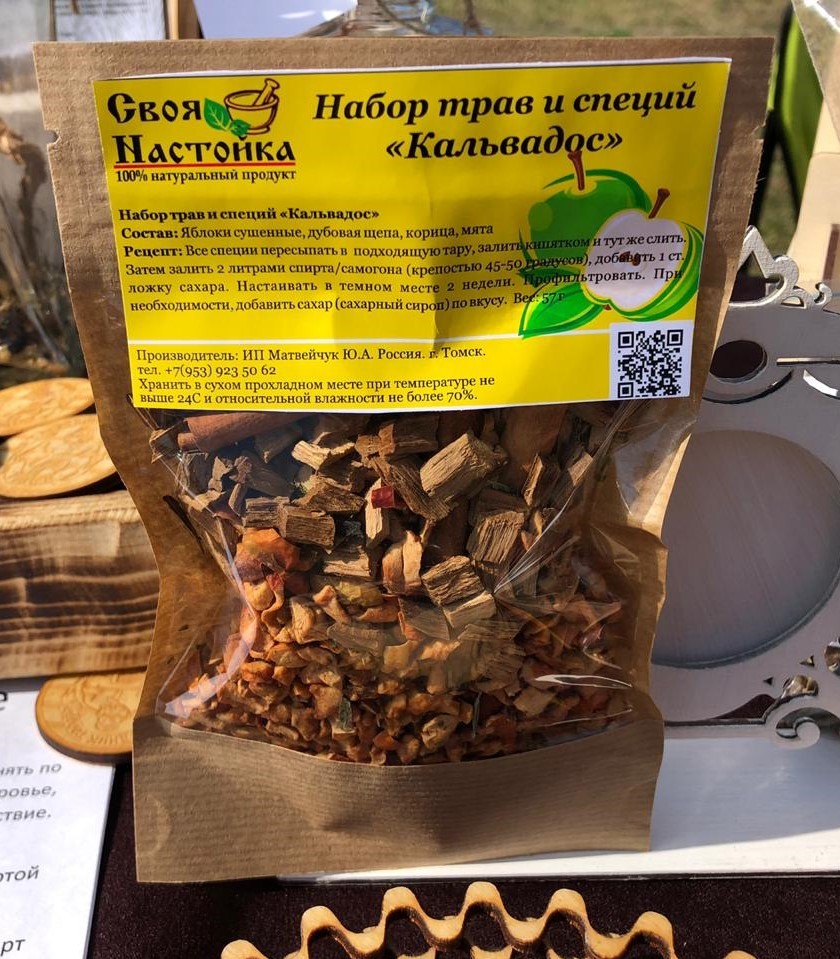 Своя
Настойка
100% натуральный продукт
Набор трав и специй
«Кальвадос»
Набор трав и специй «Кальвадос»
Состав: Яблоки сушенные, дубовая щепа, корица, мята
Рецепт: Все специи пересыпать в подходящую тару, залить кипятком и тут же слить.
Затем залить 2 литрами спирта/самогона (крепостью 45-50 градусов), добавить 1 ст.
ложку сахара. Настаивать в темном месте 2 недели. Профильтровать. При
необходимости, добавить сахар (сахарный сироп) по вкусу. Вес: 57 г
Производитель: ИП Матвейчук Ю.А. Россия. г. Томск.
тел. +7(953) 923 50 62
Хранить в сухом прохладном месте при температуре не
выше 24С и относительной влажности не более 70%.